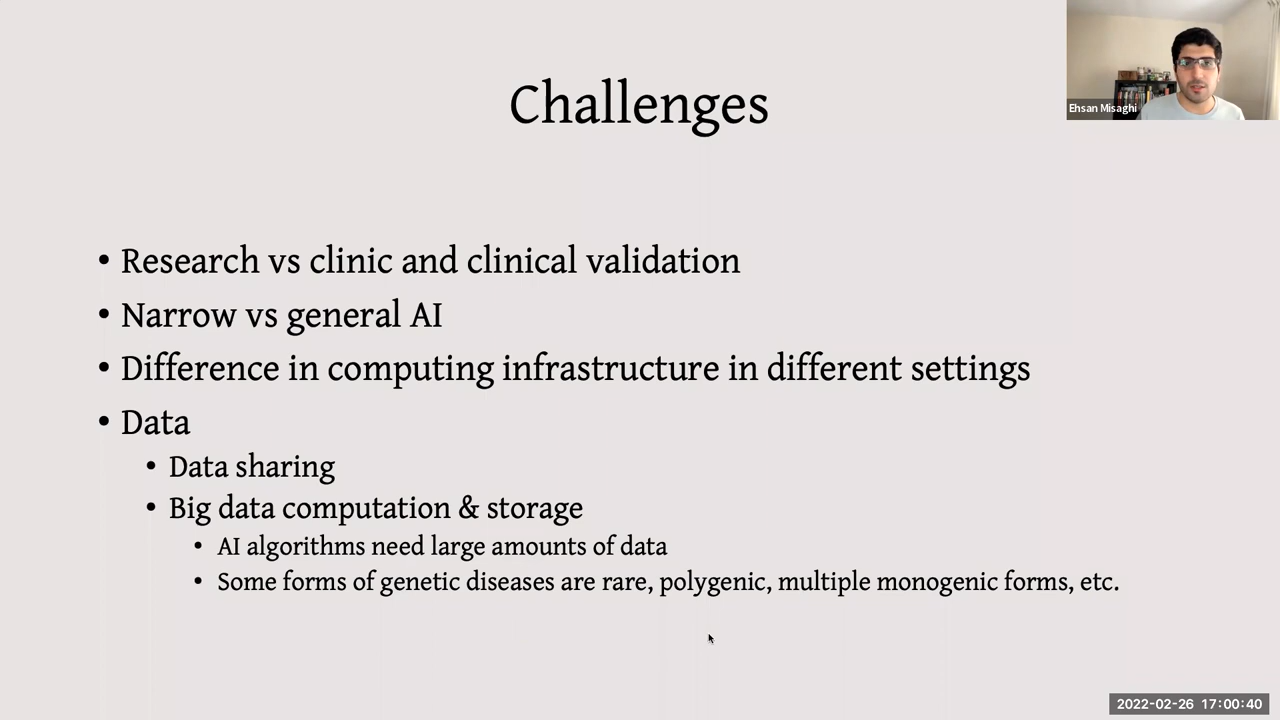 Ehsan Misaghi
Challenges
• Research vs clinic and clinical validation
• Narrow vs general AI
• Difference in computing infrastructure in different settings
• Data
• Data sharing
• Big data computation & storage
• AI algorithms need large amounts of data
• Some forms of genetic diseases are rare, polygenic, multiple monogenic forms, etc.
2022-02-26 17:00:40